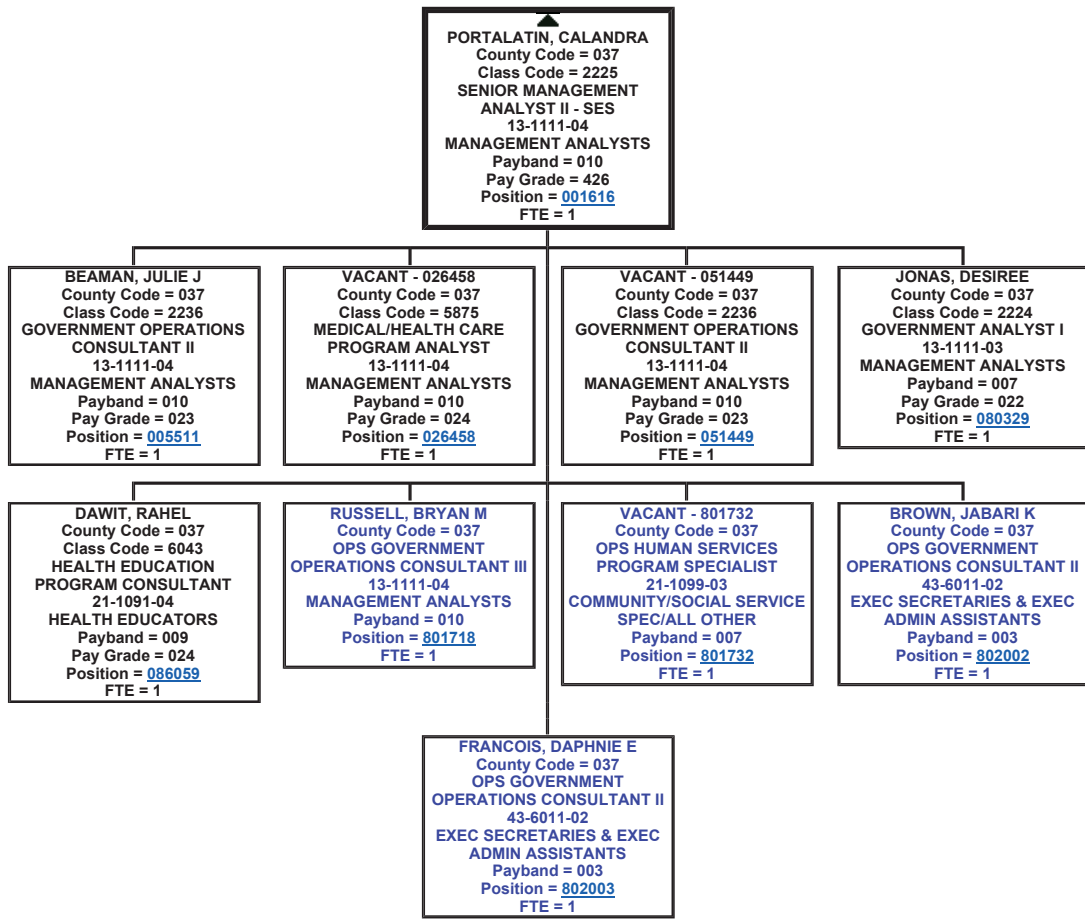 PORTALATIN, CALANDRA
County Code = 037
Class Code = 2225
SENIOR MANAGEMENT
ANALYST II - SES
13-1111-04
MANAGEMENT ANALYSTS
Payband = 010
Pay Grade = 426
Position = 001616
FTE = 1
BEAMAN, JULIE J
County Code = 037
Class Code = 2236
GOVERNMENT OPERATIONS
CONSULTANT II
13-1111-04
MANAGEMENT ANALYSTS
Payband = 010
Pay Grade = 023
Position = 005511
FTE = 1
VACANT - 026458
County Code = 037
Class Code = 5875
MEDICAL/HEALTH CARE
PROGRAM ANALYST
13-1111-04
MANAGEMENT ANALYSTS
Payband = 010
Pay Grade = 024
Position = 026458
FTE = 1
VACANT - 051449
County Code = 037
Class Code = 2236
GOVERNMENT OPERATIONS
CONSULTANT II
13-1111-04
MANAGEMENT ANALYSTS
Payband = 010
Pay Grade = 023
Position = 051449
FTE = 1
JONAS, DESIREE
County Code = 037
Class Code = 2224
GOVERNMENT ANALYST I
13-1111-03
MANAGEMENT ANALYSTS
Payband = 007
Pay Grade = 022
Position = 080329
FTE = 1
DAWIT, RAHEL
County Code = 037
Class Code = 6043
HEALTH EDUCATION
PROGRAM CONSULTANT
21-1091-04
HEALTH EDUCATORS
Payband = 009
Pay Grade = 024
Position = 086059
FTE = 1
RUSSELL, BRYAN M
County Code = 037
OPS GOVERNMENT
OPERATIONS CONSULTANT III
13-1111-04
MANAGEMENT ANALYSTS
Payband = 010
Position = 801718
FTE = 1
VACANT - 801732
County Code = 037
OPS HUMAN SERVICES
PROGRAM SPECIALIST
21-1099-03
COMMUNITY/SOCIAL SERVICE
SPEC/ALL OTHER
Payband = 007
Position = 801732
FTE = 1
BROWN, JABARI K
County Code = 037
OPS GOVERNMENT
OPERATIONS CONSULTANT II
43-6011-02
EXEC SECRETARIES & EXEC
ADMIN ASSISTANTS
Payband = 003
Position = 802002
FTE = 1
FRANCOIS, DAPHNIE E
County Code = 037
OPS GOVERNMENT
OPERATIONS CONSULTANT II
43-6011-02
EXEC SECRETARIES & EXEC
ADMIN ASSISTANTS
Payband = 003
Position = 802003
FTE = 1